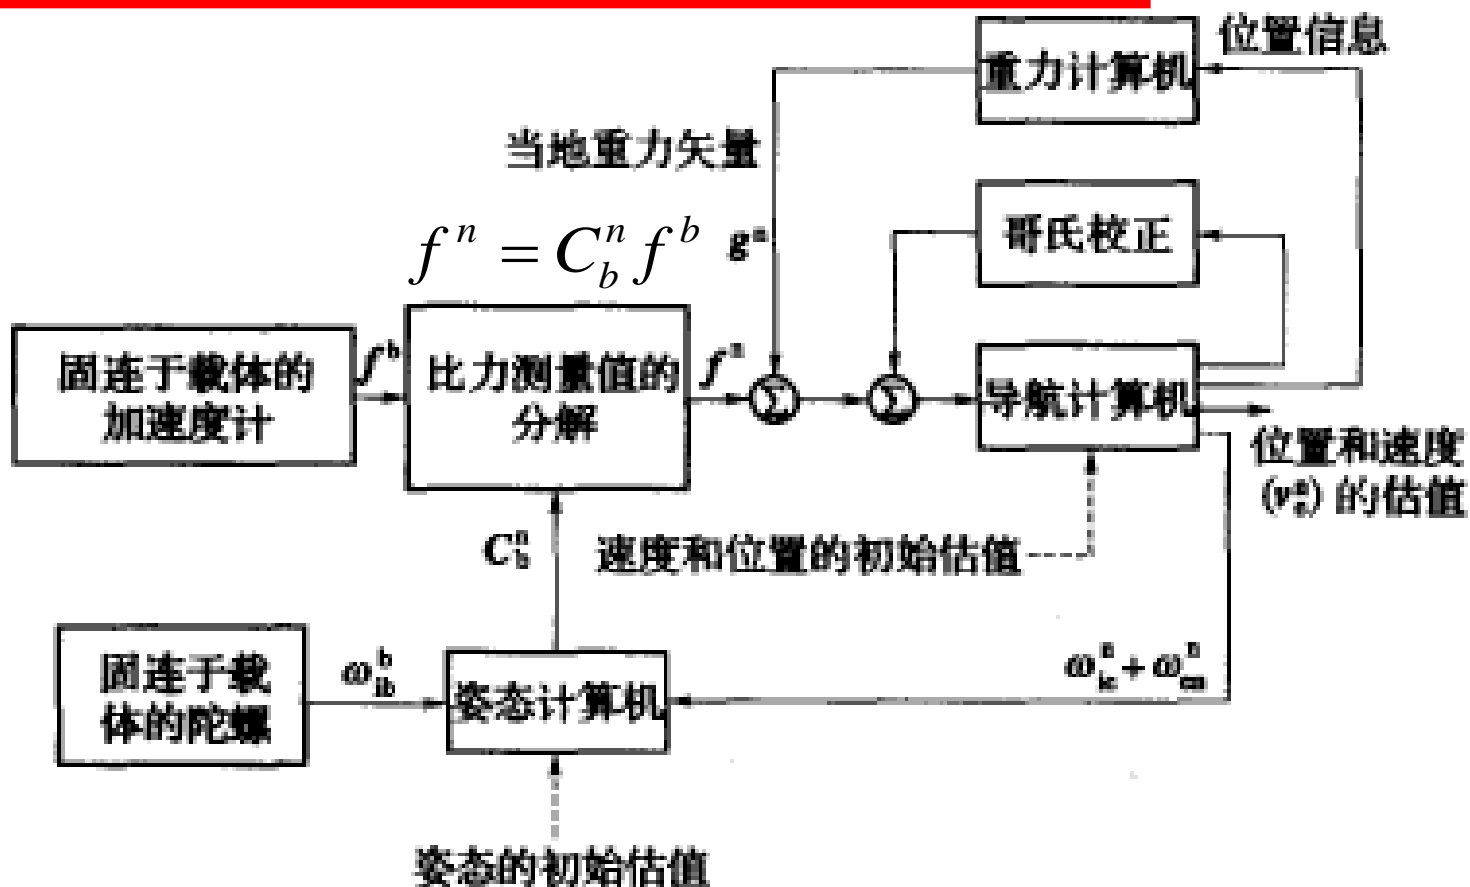 重力计算机
位置信息
当地重力矢量
gⁿ
哥氏校正
fⁿ = C_b^n f^b
固连于载体的
加速度计
f^b
比力测量值的
分解
fⁿ
Σ
Σ
导航计算机
位置和速度
(v_e^n) 的估值
C_b^n
速度和位置的初始估值
固连于载
体的陀螺
ω_ib^b
姿态计算机
ω_ie^n + ω_en^n
姿态的初始估值